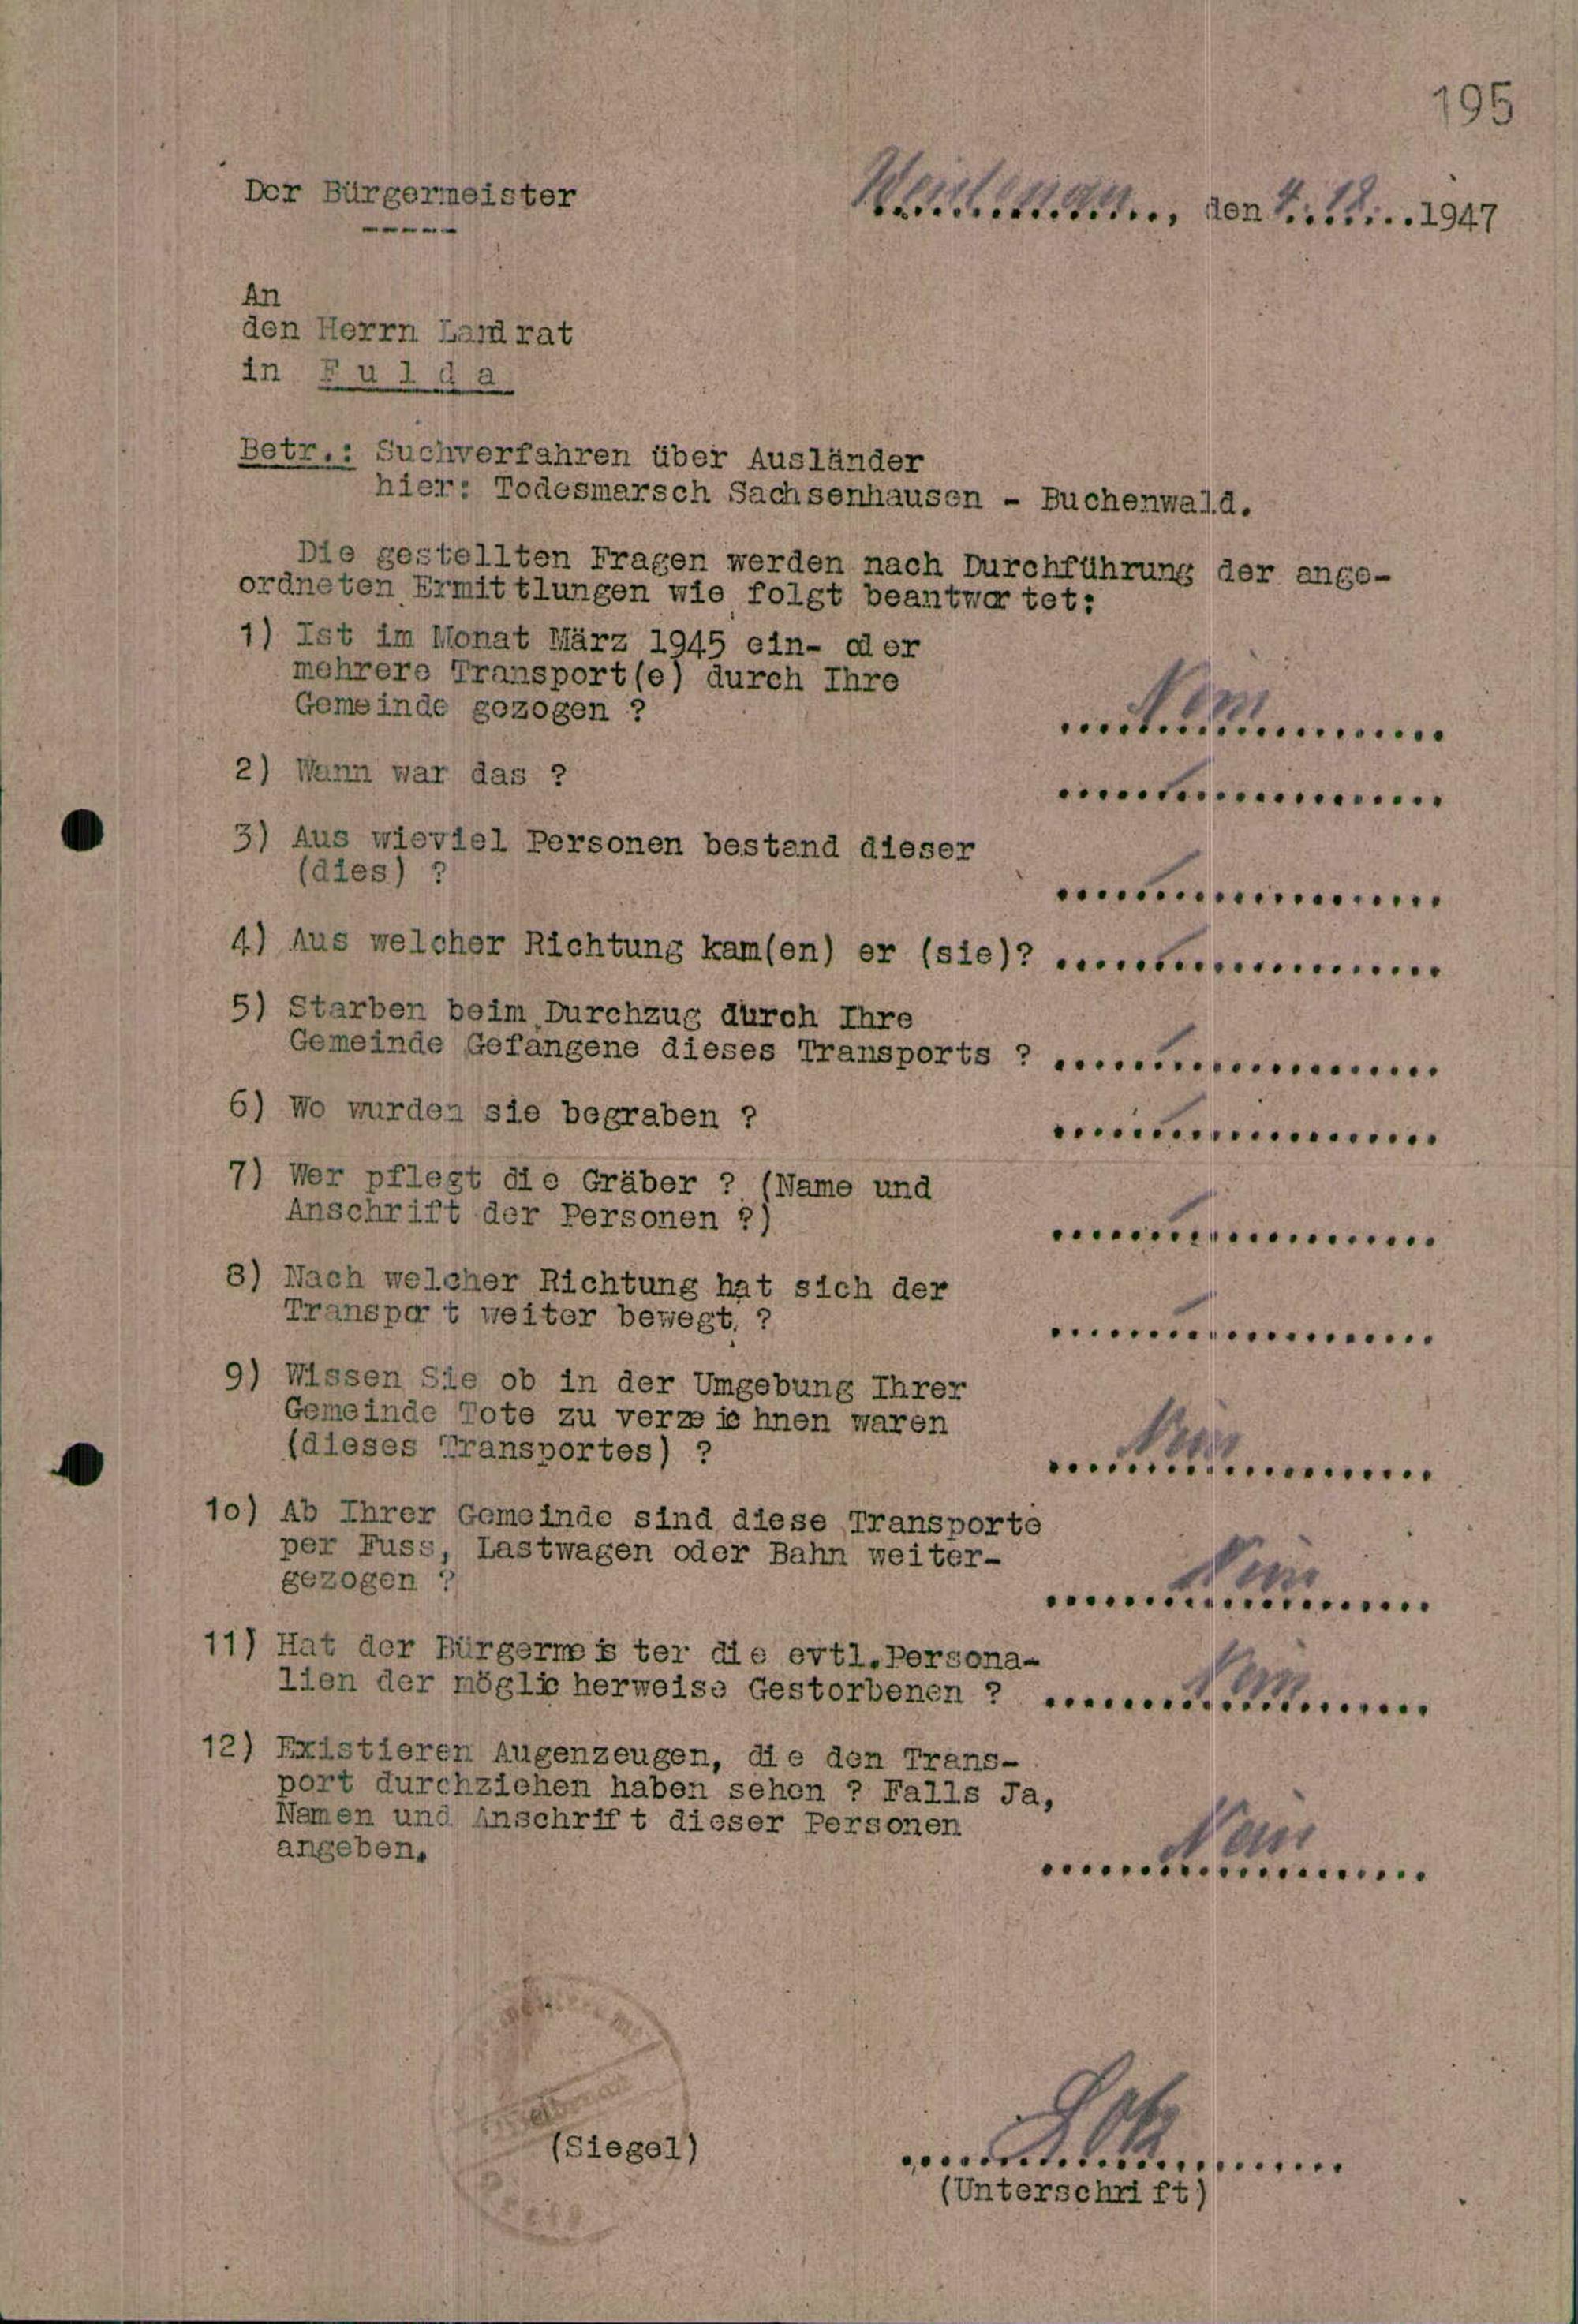 195
Der Bürgermeister
-----
, den 4.12. 1947
An
den Herrn Landrat
in F u l d a
Betr.: Suchverfahren über Ausländer
hier: Todesmarsch Sachsenhausen - Buchenwald.
Die gestellten Fragen werden nach Durchführung der ange-
ordneten Ermittlungen wie folgt beantwortet:
1) Ist im Monat März 1945 ein- oder
mehrere Transport(e) durch Ihre
Gemeinde gezogen ? Nein
2) Wann war das ? -
3) Aus wieviel Personen bestand dieser
(dies) ? -
4) Aus welcher Richtung kam(en) er (sie)? -
5) Starben beim Durchzug durch Ihre
Gemeinde Gefangene dieses Transports ? -
6) Wo wurden sie begraben ? -
7) Wer pflegt die Gräber ? (Name und
Anschrift der Personen ?) -
8) Nach welcher Richtung hat sich der
Transport weiter bewegt. ? -
9) Wissen Sie ob in der Umgebung Ihrer
Gemeinde Tote zu verzeichnen waren
(dieses Transportes) ? Nein
10) Ab Ihrer Gemeinde sind diese Transporte
per Fuss, Lastwagen oder Bahn weiter-
gezogen ? Nein
11) Hat der Bürgermeister die evtl.Persona-
lien der möglicherweise Gestorbenen ? Nein
12) Existieren Augenzeugen, die den Trans-
port durchziehen haben sehen ? Falls Ja,
Namen und Anschrift dieser Personen
angeben. Nein
(Siegel)
(Unterschrift)